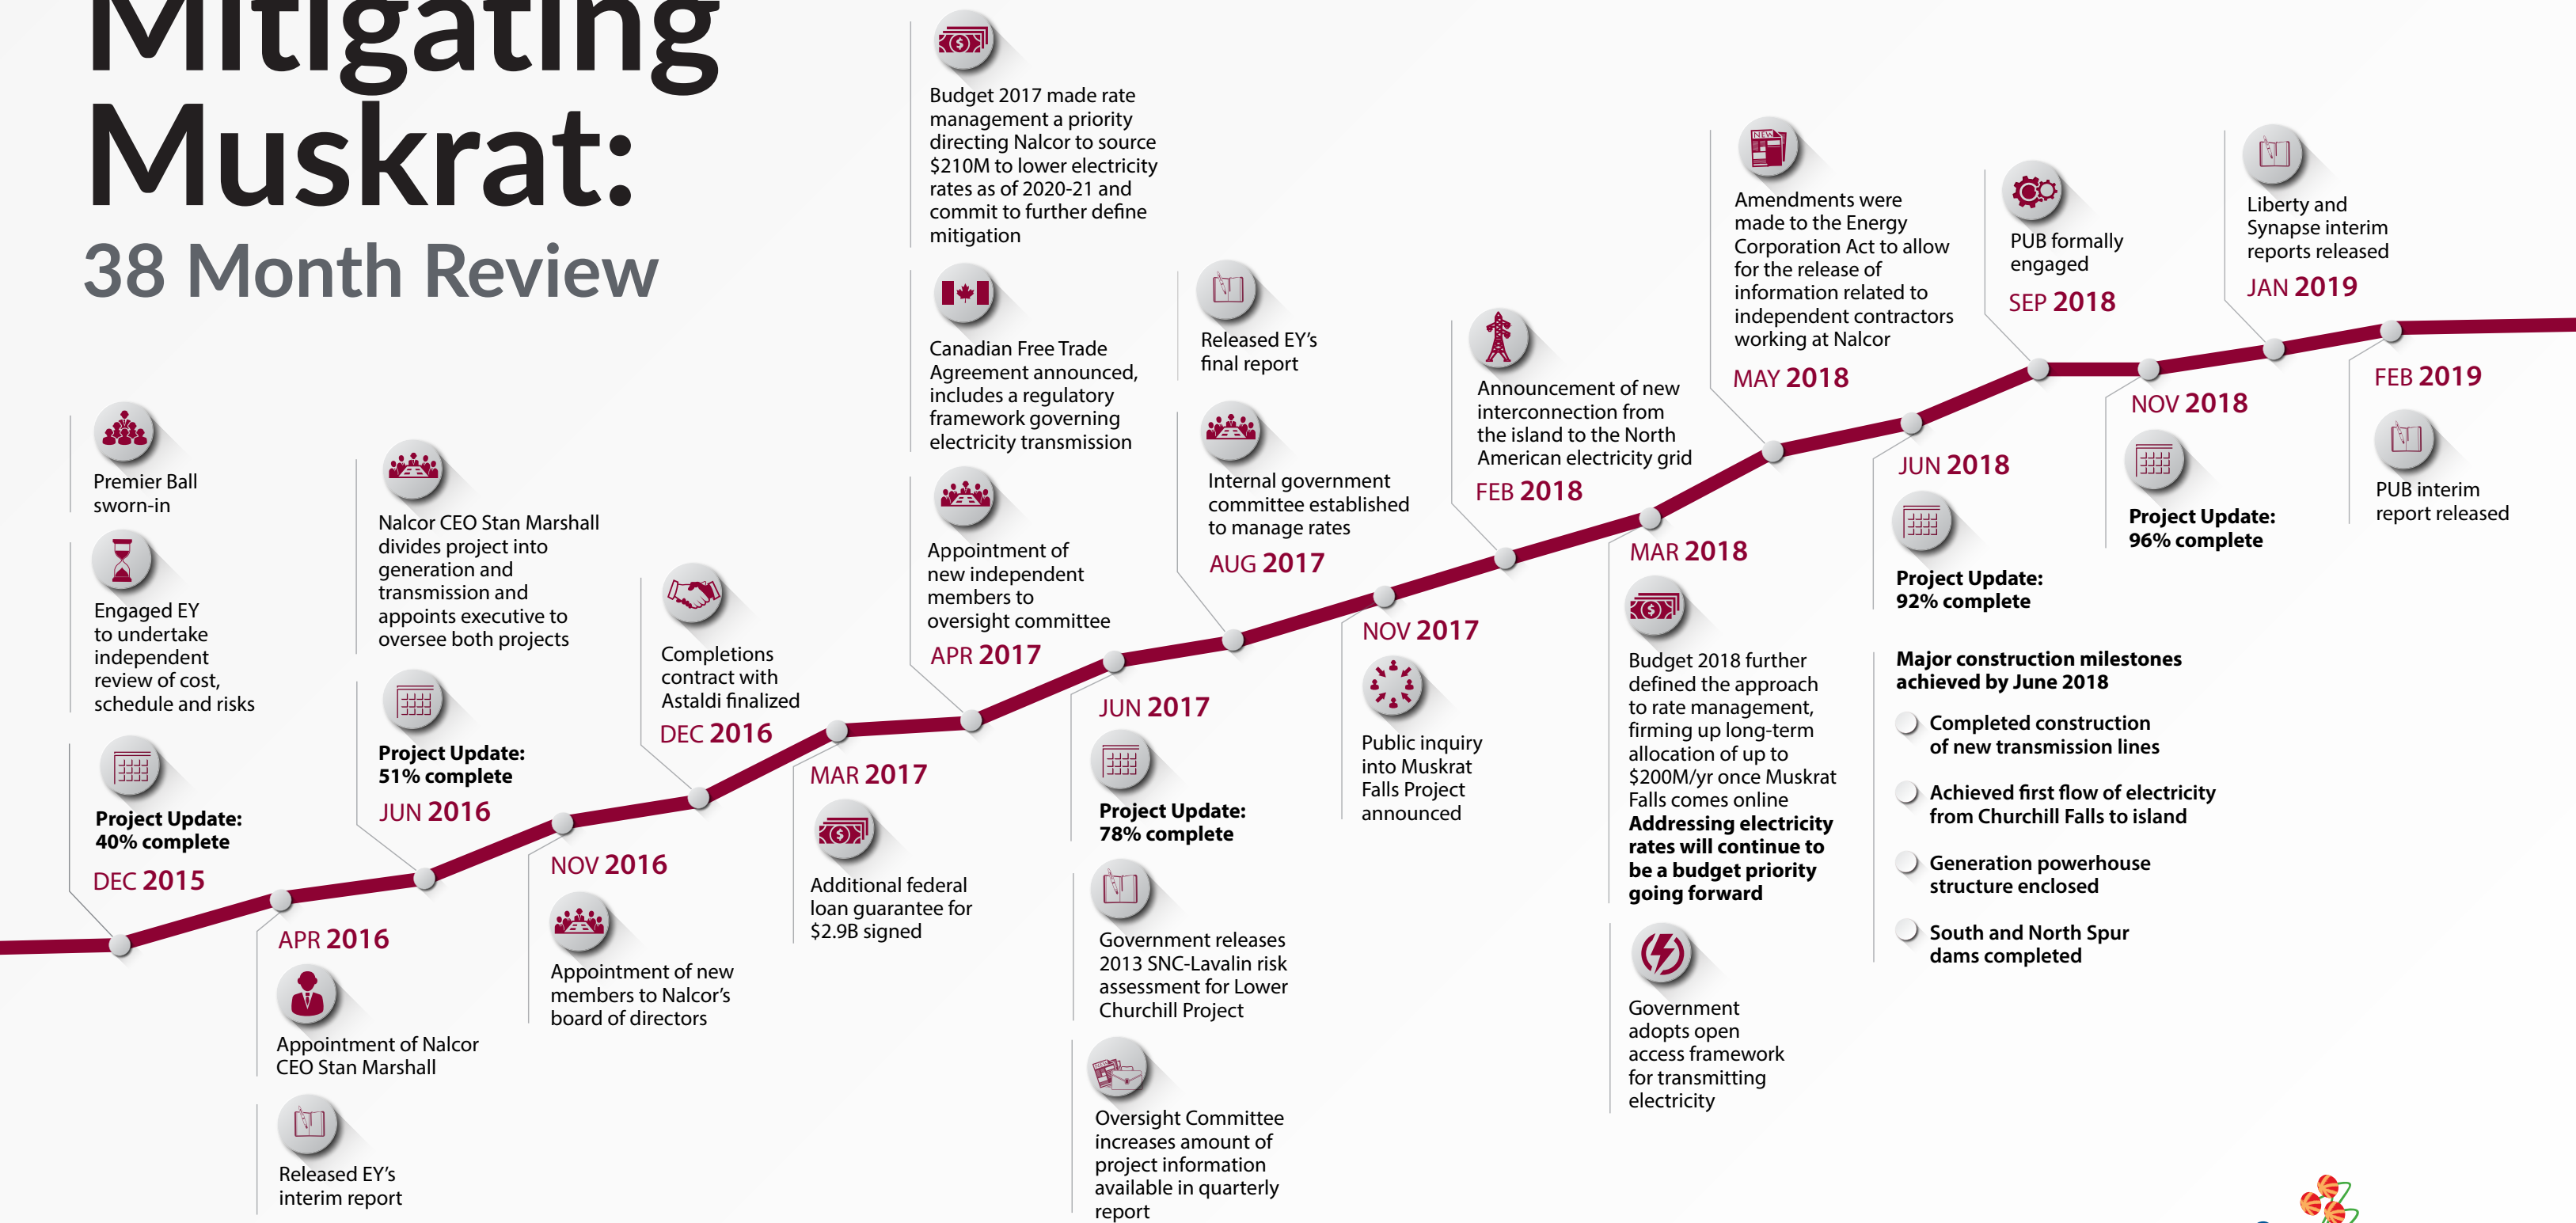 Mitigating
Muskrat:
38 Month Review
Premier Ball
sworn-in
Engaged EY
to undertake
independent
review of cost,
schedule and risks
Project Update:
40% complete
DEC 2015
APR 2016
Appointment of Nalcor
CEO Stan Marshall
Released EY’s
interim report
Nalcor CEO Stan Marshall
divides project into
generation and
transmission and
appoints executive to
oversee both projects
Project Update:
51% complete
JUN 2016
NOV 2016
Appointment of new
members to Nalcor’s
board of directors
Completions
contract with
Astaldi finalized
DEC 2016
MAR 2017
Additional federal
loan guarantee for
$2.9B signed
Budget 2017 made rate
management a priority
directing Nalcor to source
$210M to lower electricity
rates as of 2020-21 and
commit to further define
mitigation
Canadian Free Trade
Agreement announced,
includes a regulatory
framework governing
electricity transmission
Appointment of
new independent
members to
oversight committee
APR 2017
JUN 2017
Project Update:
78% complete
Government releases
2013 SNC-Lavalin risk
assessment for Lower
Churchill Project
Oversight Committee
increases amount of
project information
available in quarterly
report
Released EY’s
final report
Internal government
committee established
to manage rates
AUG 2017
NOV 2017
Public inquiry
into Muskrat
Falls Project
announced
Announcement of new
interconnection from
the island to the North
American electricity grid
FEB 2018
MAR 2018
Budget 2018 further
defined the approach
to rate management,
firming up long-term
allocation of up to
$200M/yr once Muskrat
Falls comes online
Addressing electricity
rates will continue to
be a budget priority
going forward
Government
adopts open
access framework
for transmitting
electricity
NEW
Amendments were
made to the Energy
Corporation Act to allow
for the release of
information related to
independent contractors
working at Nalcor
MAY 2018
JUN 2018
Project Update:
92% complete
Major construction milestones
achieved by June 2018
Completed construction
of new transmission lines
Achieved first flow of electricity
from Churchill Falls to island
Generation powerhouse
structure enclosed
South and North Spur
dams completed
PUB formally
engaged
SEP 2018
NOV 2018
Project Update:
96% complete
Liberty and
Synapse interim
reports released
JAN 2019
FEB 2019
PUB interim
report released